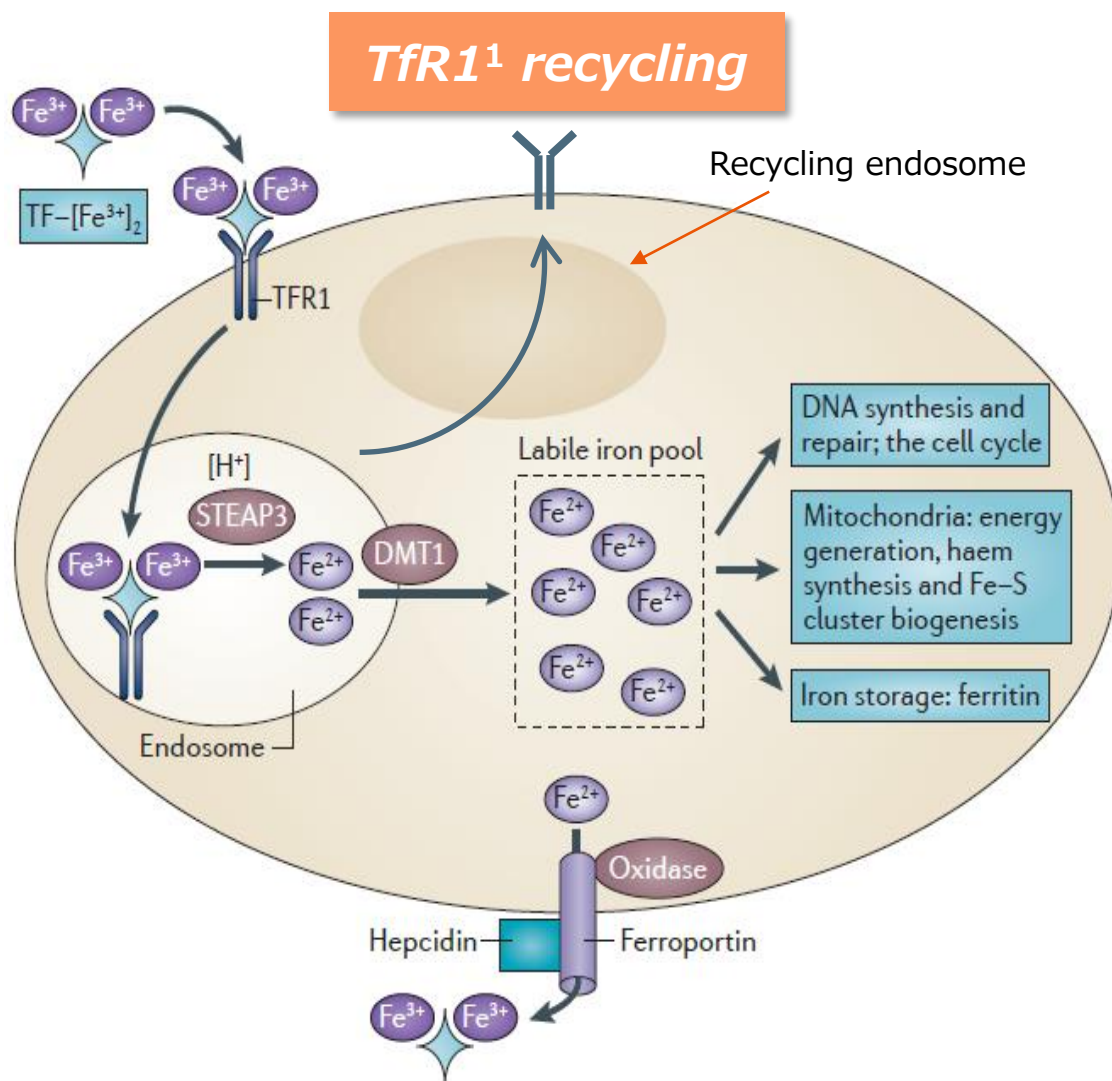 TfR1¹ recycling
Fe³⁺ Fe³⁺
Fe³⁺ Fe³⁺
TF–[Fe³⁺]₂
TFR1
Recycling endosome
[H⁺]
STEAP3
Fe³⁺ Fe³⁺
Fe²⁺
Fe²⁺
DMT1
Endosome
Labile iron pool
Fe²⁺
Fe²⁺
Fe²⁺
Fe²⁺
Fe²⁺
Fe²⁺
DNA synthesis and
repair; the cell cycle
Mitochondria: energy
generation, haem
synthesis and Fe–S
cluster biogenesis
Iron storage: ferritin
Fe²⁺
Oxidase
Hepcidin
Ferroportin
Fe³⁺ Fe³⁺